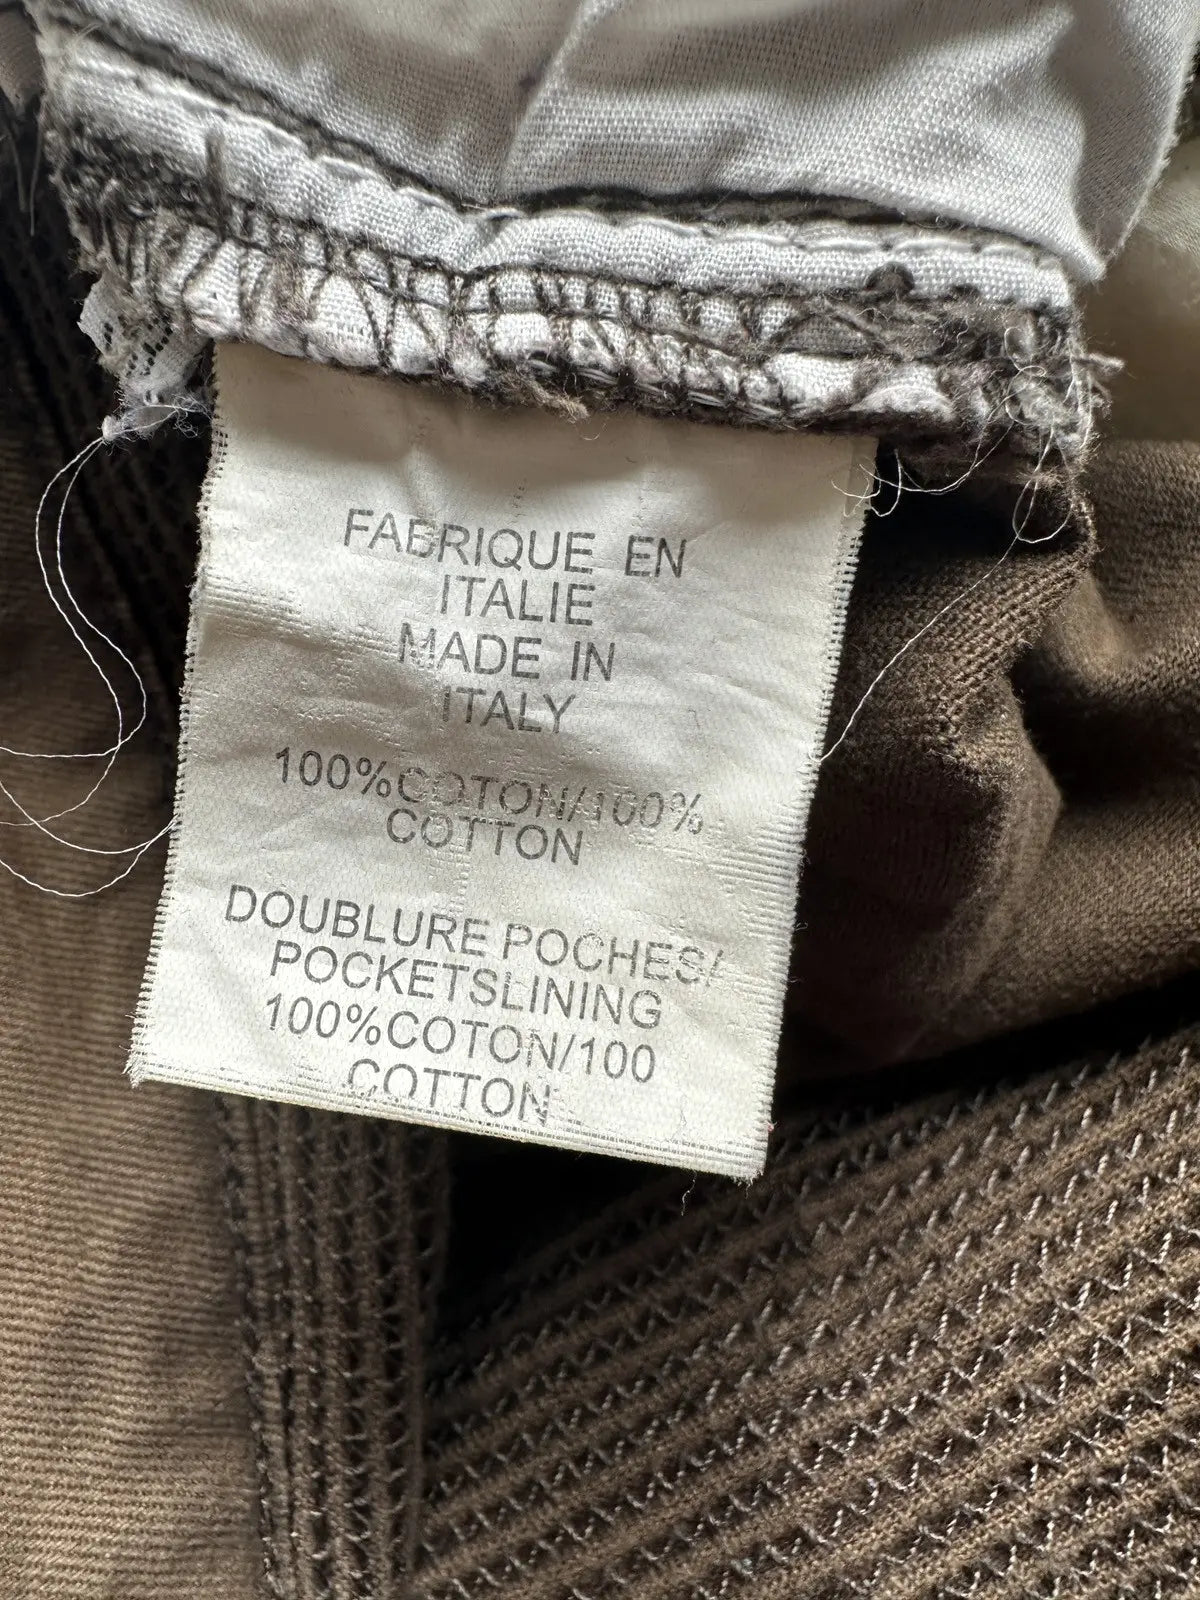 FABRIQUE EN
ITALIE
MADE IN
ITALY
100%COTON/100%
COTTON
DOUBLURE POCHES/
POCKETSLINING
100%COTON/100
COTTON